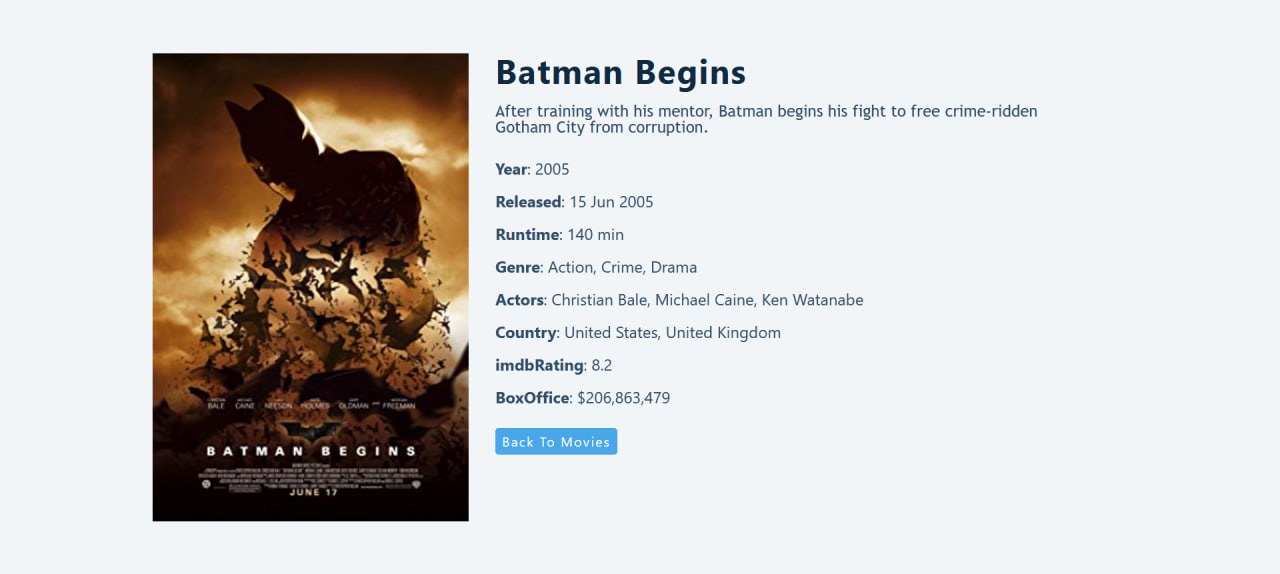 Batman Begins
After training with his mentor, Batman begins his fight to free crime-ridden
Gotham City from corruption.
Year: 2005
Released: 15 Jun 2005
Runtime: 140 min
Genre: Action, Crime, Drama
Actors: Christian Bale, Michael Caine, Ken Watanabe
Country: United States, United Kingdom
imdbRating: 8.2
BoxOffice: $206,863,479
Back To Movies
BALE CAINE NEESON HOLMES OLDMAN FREEMAN
BATMAN BEGINS
JUNE 17